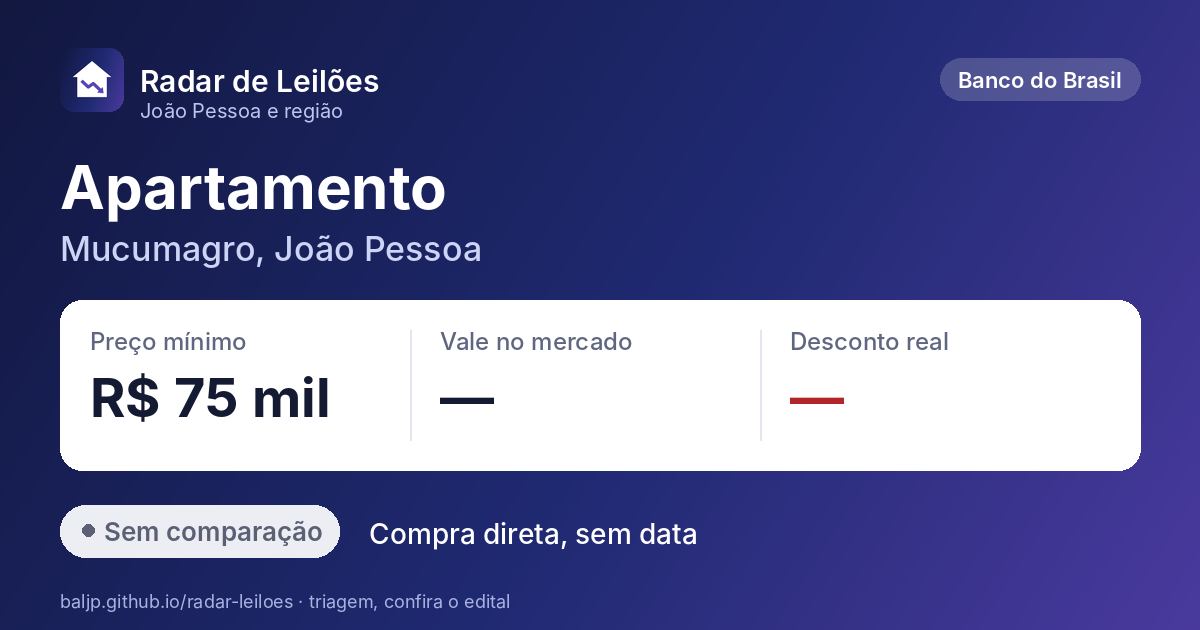 Radar de Leilões
João Pessoa e região
Banco do Brasil
Apartamento
Mucumagro, João Pessoa
Preço mínimo
R$ 75 mil
Vale no mercado
—
Desconto real
—
Sem comparação
Compra direta, sem data
baljp.github.io/radar-leiloes · triagem, confira o edital